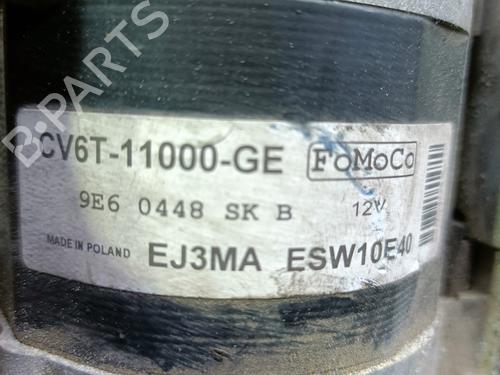 CV6T-11000-GE FoMoCo
9E6 0448 SK B 12V
MADE IN POLAND EJ3MA ESW10E40
B-PARTS